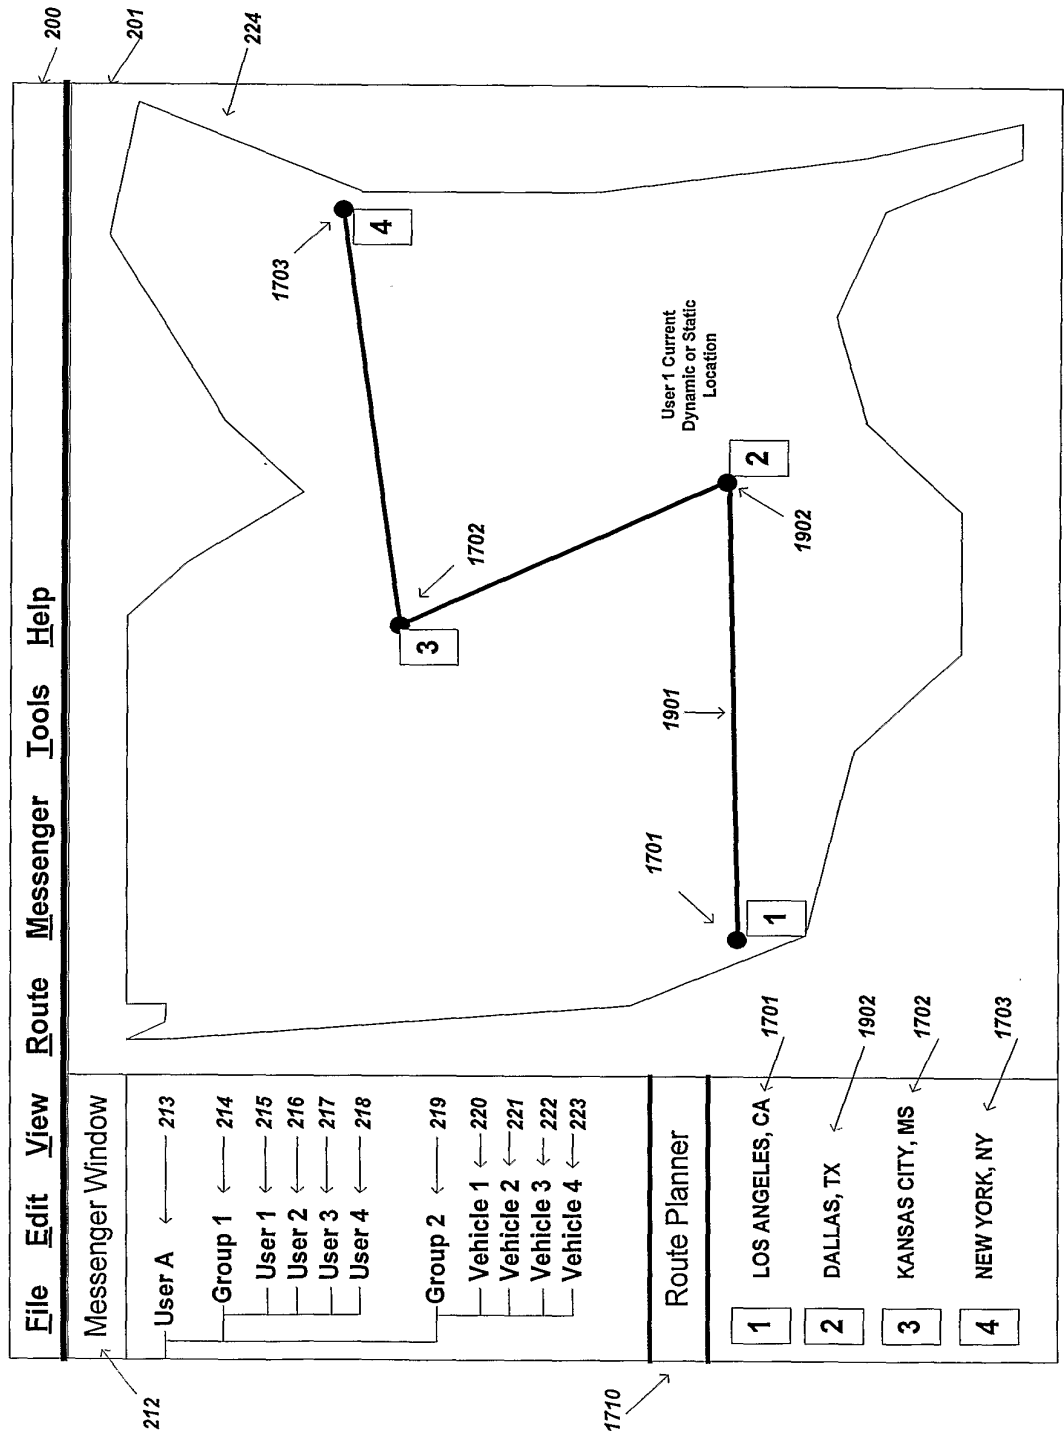 File Edit View Route Messenger Tools Help
200
201
224
Messenger Window
212
User A
213
Group 1
214
User 1
215
User 2
216
User 3
217
User 4
218
Group 2
219
Vehicle 1
220
Vehicle 2
221
Vehicle 3
222
Vehicle 4
223
1710
Route Planner
1
LOS ANGELES, CA
1701
2
DALLAS, TX
1902
3
KANSAS CITY, MS
1702
4
NEW YORK, NY
1703
1703
4
1702
3
User 1 Current
Dynamic or Static
Location
2
1902
1901
1701
1